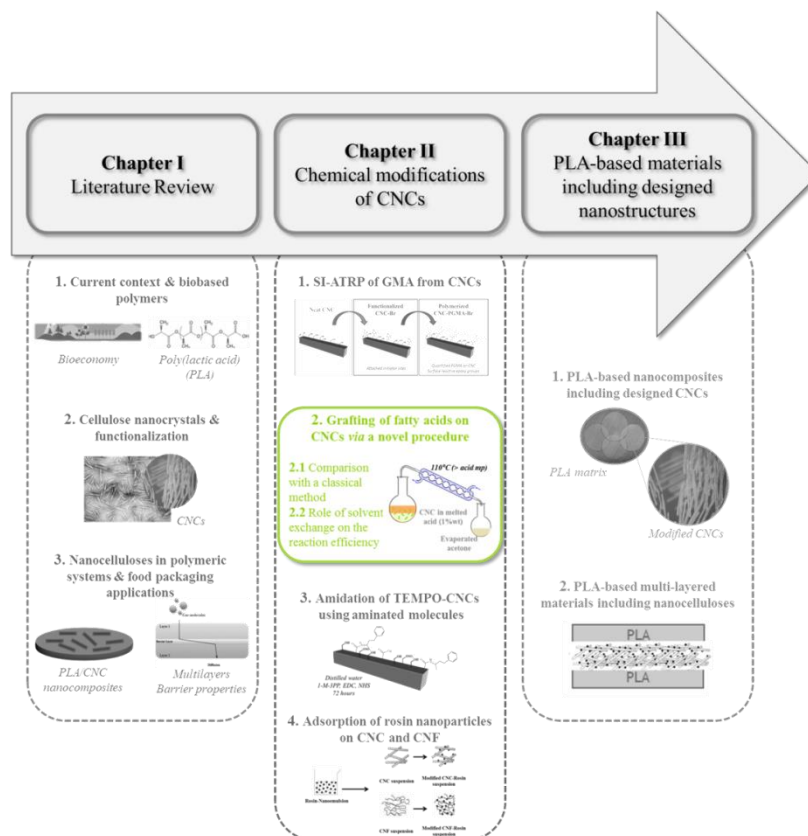 Chapter I
Literature Review
Chapter II
Chemical modifications
of CNCs
Chapter III
PLA-based materials
including designed
nanostructures
1. Current context & biobased
polymers
Bioeconomy
Poly(lactic acid)
(PLA)
2. Cellulose nanocrystals &
functionalization
CNCs
3. Nanocelluloses in polymeric
systems & food packaging
applications
PLA/CNC
nanocomposites
Multilayers
Barrier properties
1. SI-ATRP of GMA from CNCs
Neat CNC
Functionalized
CNC-Br
Polymerized
CNC-PGMA-Br
2. Grafting of fatty acids on
CNCs via a novel procedure
2.1 Comparison
with a classical
method
2.2 Role of solvent
exchange on the
reaction efficiency
110°C (> acid mp)
CNC in melted
acid (1%wt)
Evaporated
acetone
3. Amidation of TEMPO-CNCs
using aminated molecules
Distilled water
1-M-3PP, EDC, NHS
72 hours
4. Adsorption of rosin nanoparticles
on CNC and CNF
Rosin Nanoemulsion
CNC suspension
Modified CNC-Rosin
suspension
CNF suspension
Modified CNF-Rosin
suspension
1. PLA-based nanocomposites
including designed CNCs
PLA matrix
Modified CNCs
2. PLA-based multi-layered
materials including nanocelluloses
PLA
PLA